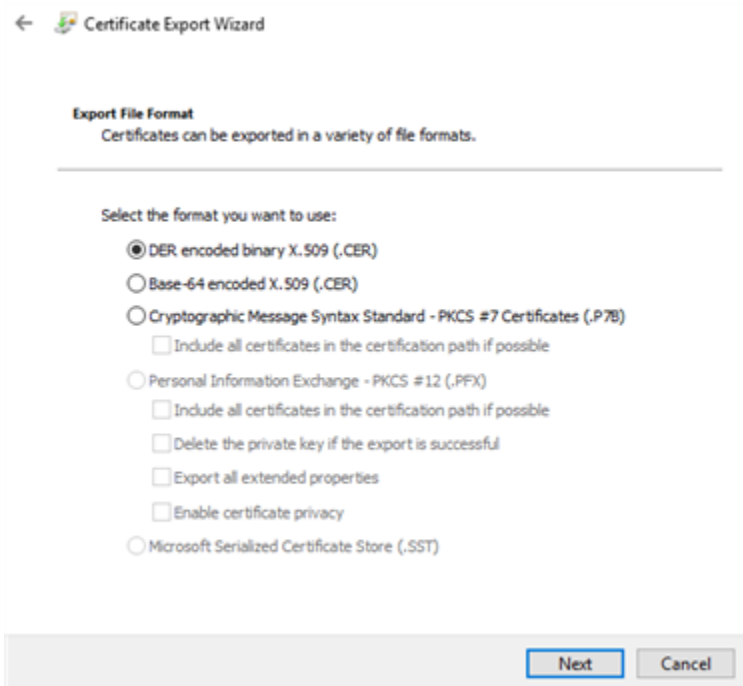 Certificate Export Wizard
Export File Format
Certificates can be exported in a variety of file formats.
Select the format you want to use:
DER encoded binary X.509 (.CER)
Base-64 encoded X.509 (.CER)
Cryptographic Message Syntax Standard - PKCS #7 Certificates (.P7B)
Include all certificates in the certification path if possible
Personal Information Exchange - PKCS #12 (.PFX)
Include all certificates in the certification path if possible
Delete the private key if the export is successful
Export all extended properties
Enable certificate privacy
Microsoft Serialized Certificate Store (.SST)
Next Cancel